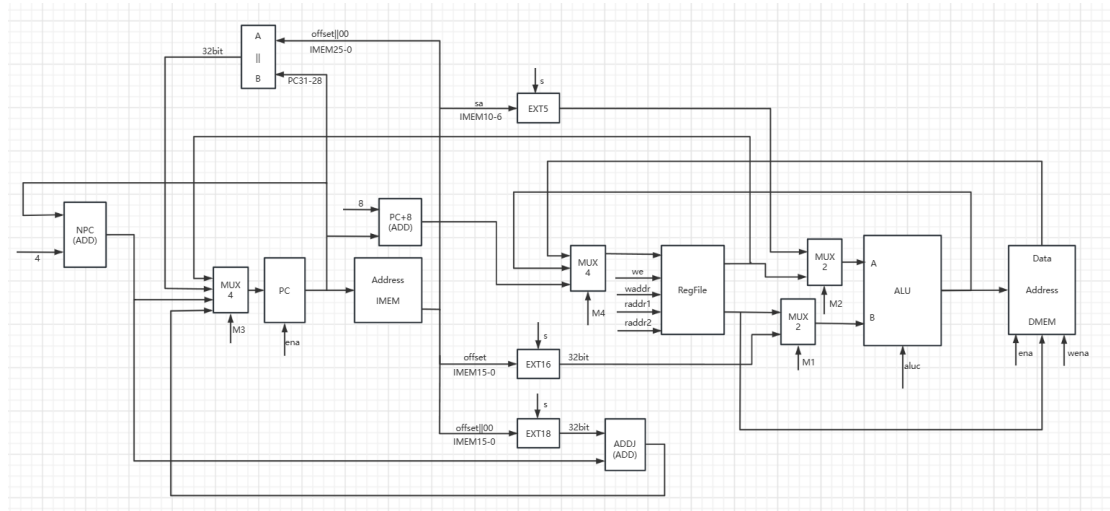 A
||
B
32bit
offset||00
IMEM25-0
PC31-28
s
sa
IMEM10-6
EXT5
8
PC+8
(ADD)
NPC
(ADD)
4
MUX
4
M3
PC
ena
Address
IMEM
MUX
4
M4
we
waddr
raddr1
raddr2
RegFile
MUX
2
M2
MUX
2
M1
A
ALU
B
aluc
Data
Address
DMEM
ena
wena
s
offset
IMEM15-0
EXT16
32bit
s
offset||00
IMEM15-0
EXT18
32bit
ADDJ
(ADD)